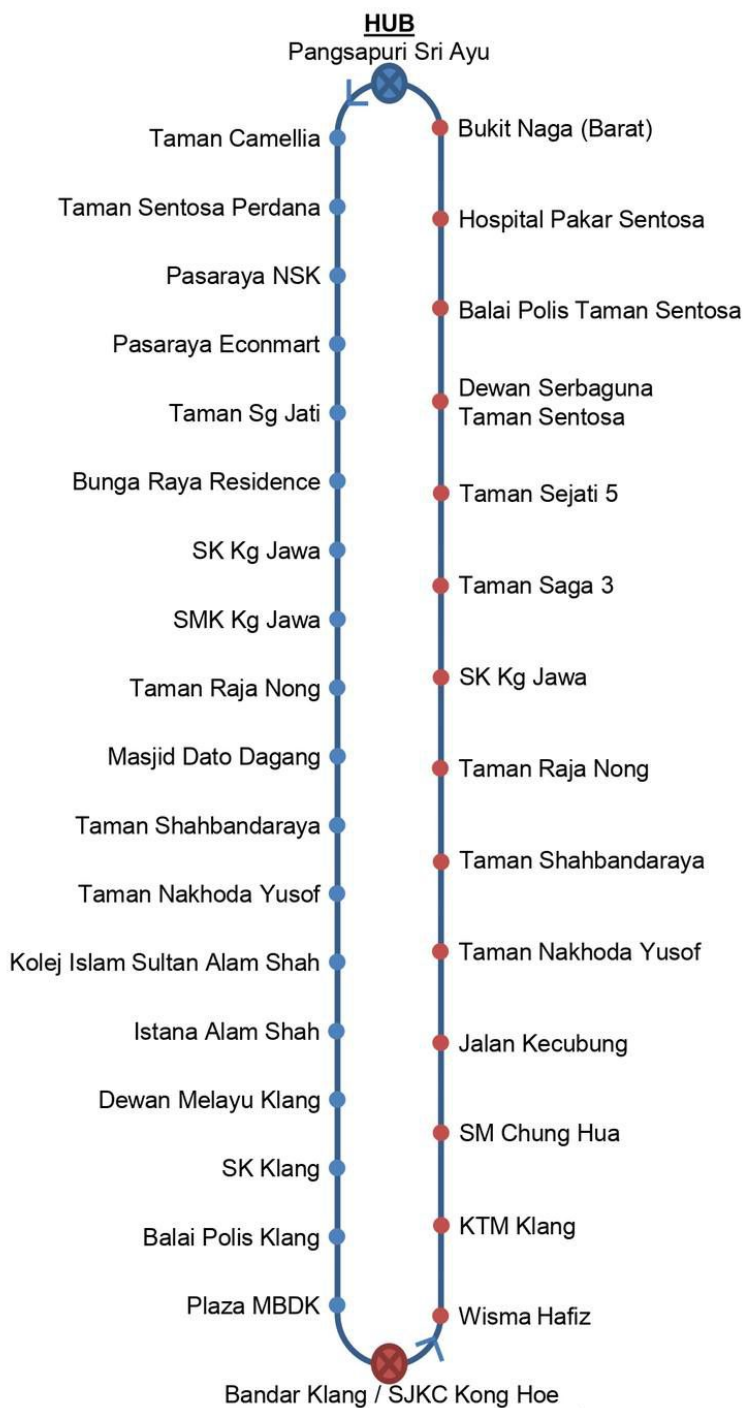 HUB
Pangsapuri Sri Ayu
Taman Camellia
Taman Sentosa Perdana
Pasaraya NSK
Pasaraya Econmart
Taman Sg Jati
Bunga Raya Residence
SK Kg Jawa
SMK Kg Jawa
Taman Raja Nong
Masjid Dato Dagang
Taman Shahbandaraya
Taman Nakhoda Yusof
Kolej Islam Sultan Alam Shah
Istana Alam Shah
Dewan Melayu Klang
SK Klang
Balai Polis Klang
Plaza MBDK
Bukit Naga (Barat)
Hospital Pakar Sentosa
Balai Polis Taman Sentosa
Dewan Serbaguna
Taman Sentosa
Taman Sejati 5
Taman Saga 3
SK Kg Jawa
Taman Raja Nong
Taman Shahbandaraya
Taman Nakhoda Yusof
Jalan Kecubung
SM Chung Hua
KTM Klang
Wisma Hafiz
Bandar Klang / SJKC Kong Hoe